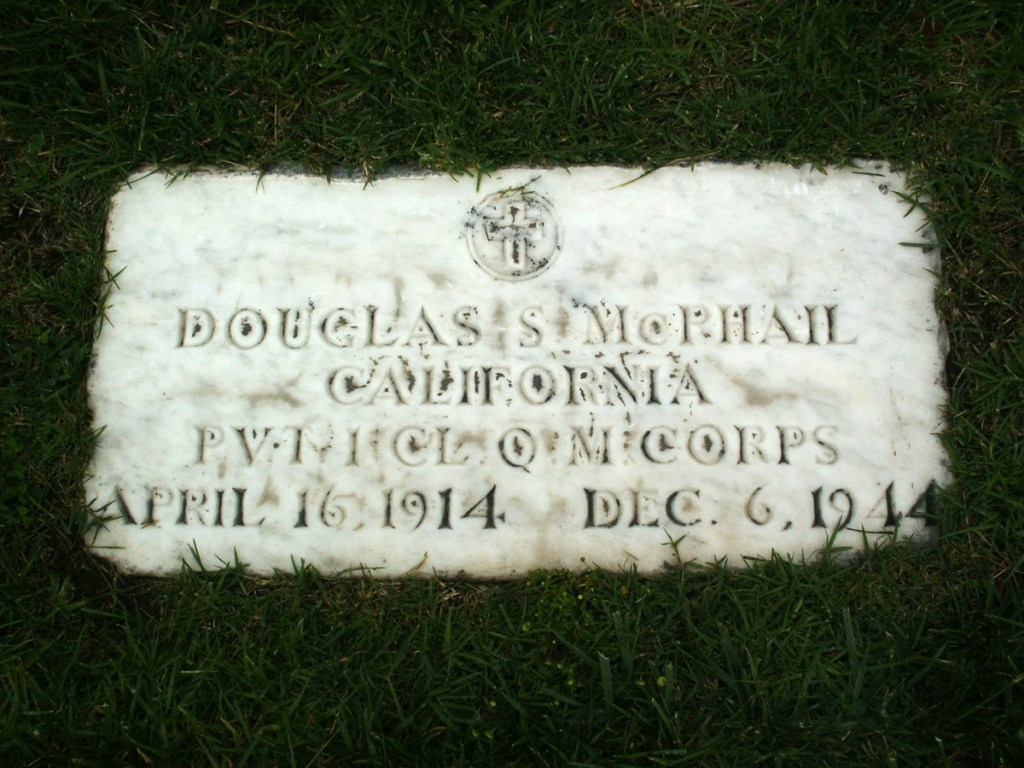 DOUGLAS S McPHAIL
CALIFORNIA
PVT 1 CL Q M CORPS
APRIL 16, 1914 DEC. 6, 1944